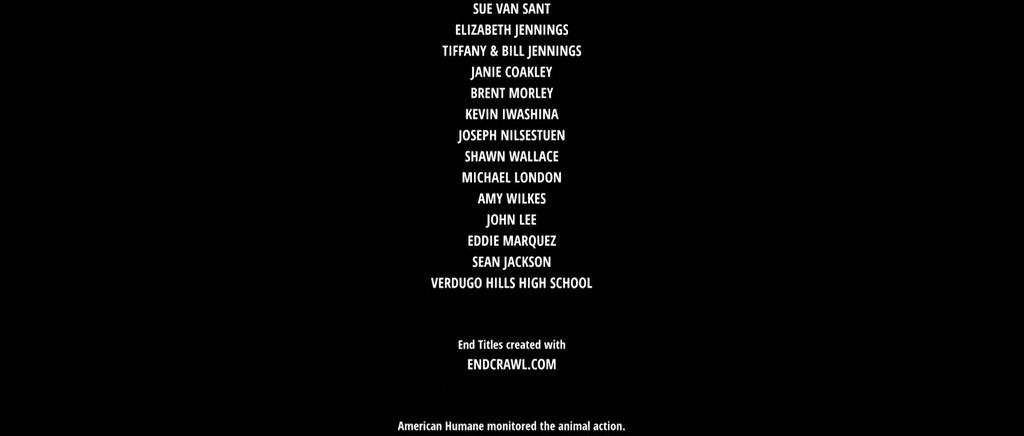 SUE VAN SANT
ELIZABETH JENNINGS
TIFFANY & BILL JENNINGS
JANIE COAKLEY
BRENT MORLEY
KEVIN IWASHINA
JOSEPH NILSESTUEN
SHAWN WALLACE
MICHAEL LONDON
AMY WILKES
JOHN LEE
EDDIE MARQUEZ
SEAN JACKSON
VERDUGO HILLS HIGH SCHOOL
End Titles created with
ENDCRAWL.COM
American Humane monitored the animal action.